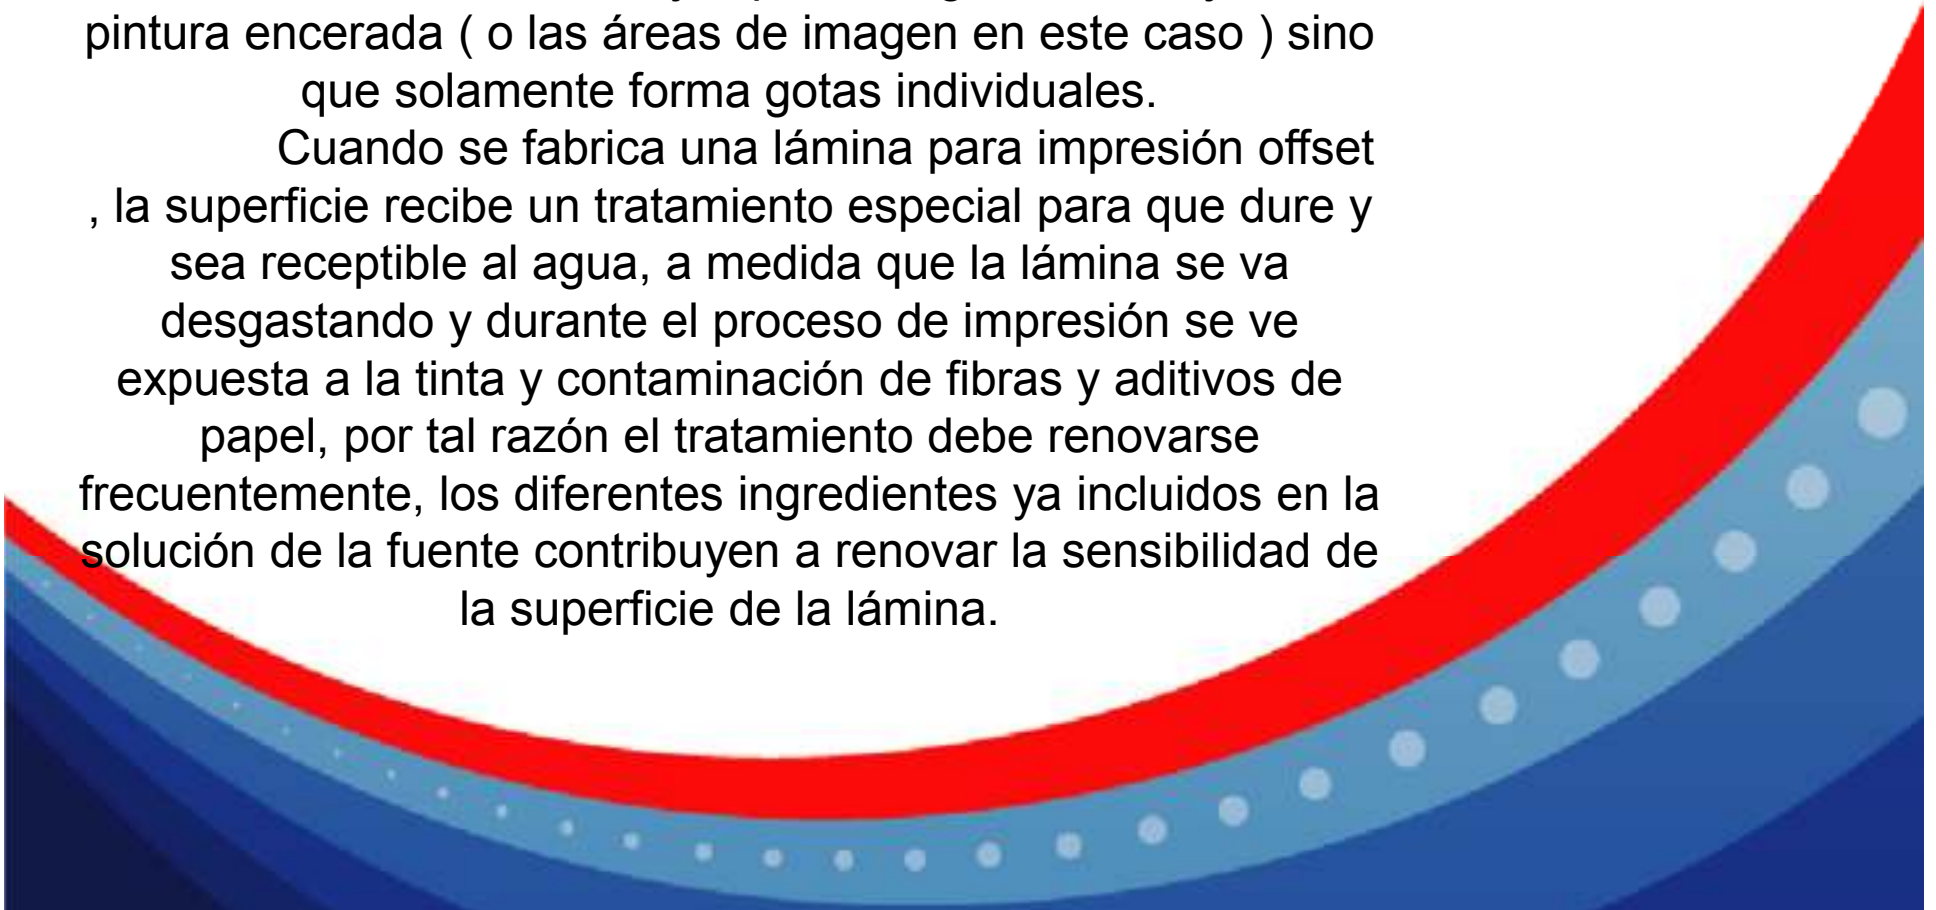 pintura encerada ( o las áreas de imagen en este caso ) sino
que solamente forma gotas individuales.
Cuando se fabrica una lámina para impresión offset
, la superficie recibe un tratamiento especial para que dure y
sea receptible al agua, a medida que la lámina se va
desgastando y durante el proceso de impresión se ve
expuesta a la tinta y contaminación de fibras y aditivos de
papel, por tal razón el tratamiento debe renovarse
frecuentemente, los diferentes ingredientes ya incluidos en la
solución de la fuente contribuyen a renovar la sensibilidad de
la superficie de la lámina.